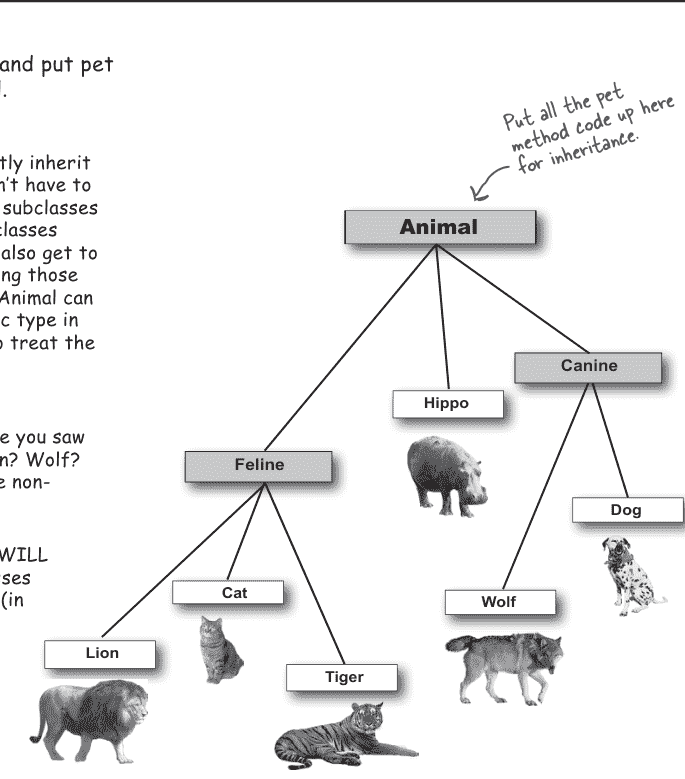 and put pet
!.
tly inherit
n't have to
subclasses
classes
also get to
ng those
Animal can
c type in
o treat the
e you saw
n? Wolf?
e non-
WILL
ses
(in
Put all the pet
method code up here
for inheritance.
Animal
Canine
Hippo
Feline
Dog
Cat
Wolf
Lion
Tiger